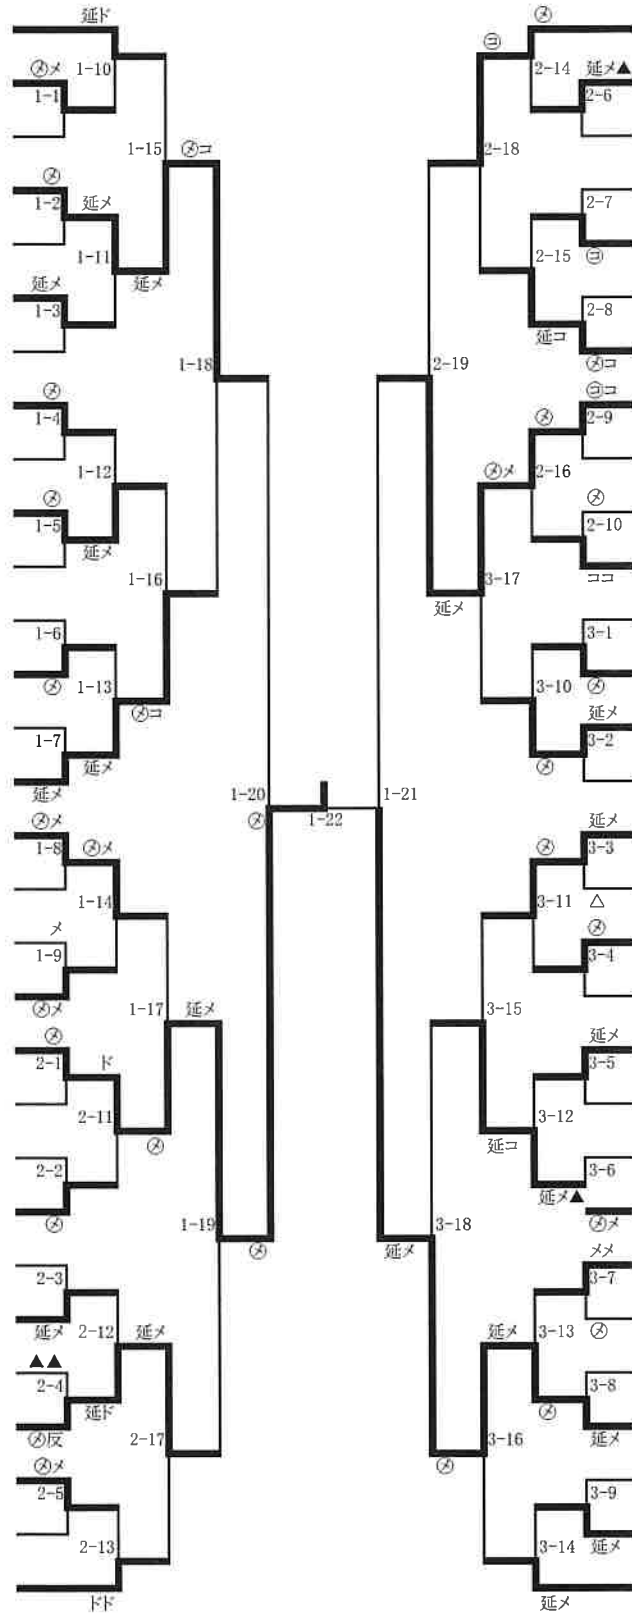 延ド
㋱メ
1-10
1-1
1-15
㋱コ
㋱
1-2
延メ
1-11
延メ
延メ
1-3
1-18
㋱
1-4
1-12
㋱
1-5
延メ
1-16
1-6
㋱
1-13
㋱コ
1-7
延メ
延メ
1-20
㋱
1-22
㋱メ
1-8
㋱メ
1-14
メ
1-9
㋱メ
1-17
延メ
㋱
2-1
ド
2-11
㋱
2-2
㋱
1-19
㋱
2-3
延メ
2-12
延メ
▲▲
2-4
延ド
㋱反
2-17
㋱メ
2-5
2-13
ドド
㋱
㋙
2-14
延メ▲
2-6
2-18
2-7
2-15
㋙
2-8
延コ
㋱コ
2-19
㋙コ
2-9
㋱
2-16
㋱メ
㋱
2-10
ココ
3-17
延メ
3-1
3-10
㋱
延メ
3-2
㋱
1-21
延メ
3-3
㋱
3-11
△
㋱
3-4
3-15
延メ
3-5
3-12
延コ
3-6
延メ▲
㋱メ
3-18
延メ
メメ
3-7
㋱
延メ
3-13
3-8
㋱
延メ
3-16
㋱
3-9
延メ
3-14
延メ